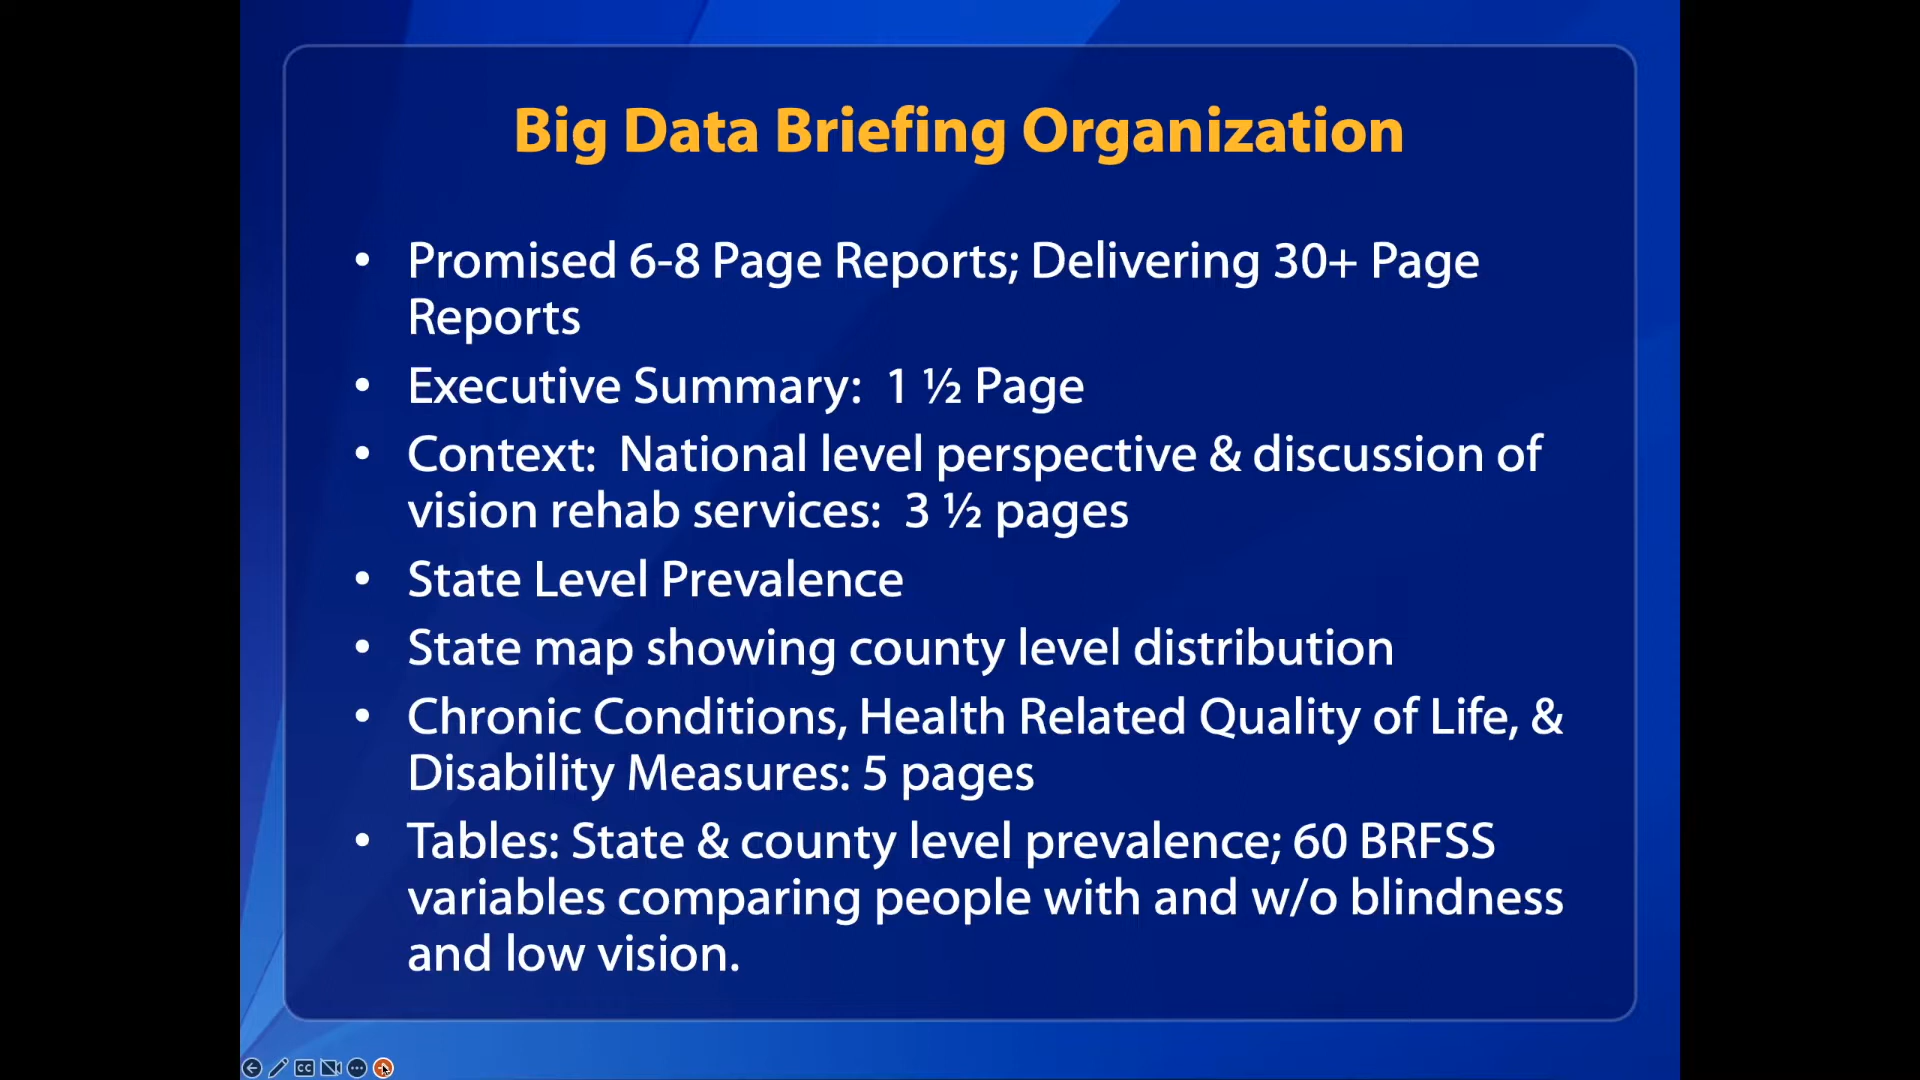 Big Data Briefing Organization
• Promised 6-8 Page Reports; Delivering 30+ Page
Reports
• Executive Summary:  1 ½ Page
• Context:  National level perspective & discussion of
vision rehab services:  3 ½ pages
• State Level Prevalence
• State map showing county level distribution
• Chronic Conditions, Health Related Quality of Life, &
Disability Measures: 5 pages
• Tables: State & county level prevalence; 60 BRFSS
variables comparing people with and w/o blindness
and low vision.
CC